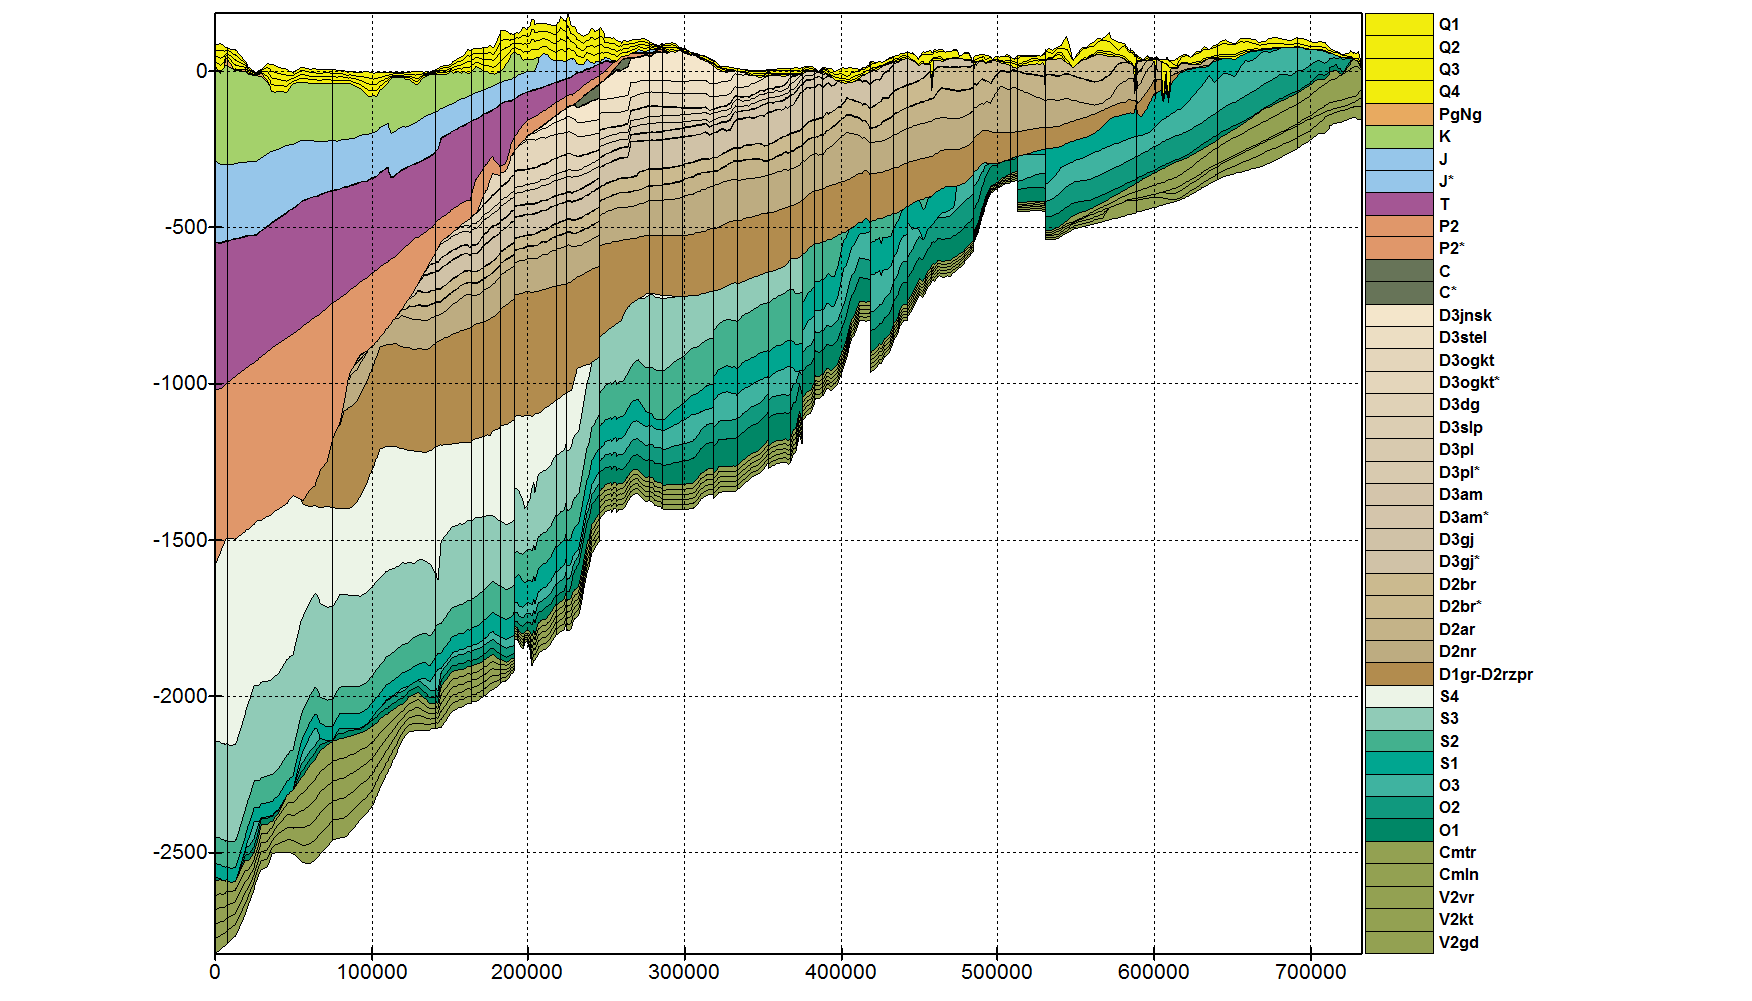 0
-500
-1000
-1500
-2000
-2500
0 100000 200000 300000 400000 500000 600000 700000
Q1
Q2
Q3
Q4
PgNg
K
J
J*
T
P2
P2*
C
C*
D3jnsk
D3stel
D3ogkt
D3ogkt*
D3dg
D3slp
D3pl
D3pl*
D3am
D3am*
D3gj
D3gj*
D2br
D2br*
D2ar
D2nr
D1gr-D2rzpr
S4
S3
S2
S1
O3
O2
O1
Cmtr
Cmln
V2vr
V2kt
V2gd